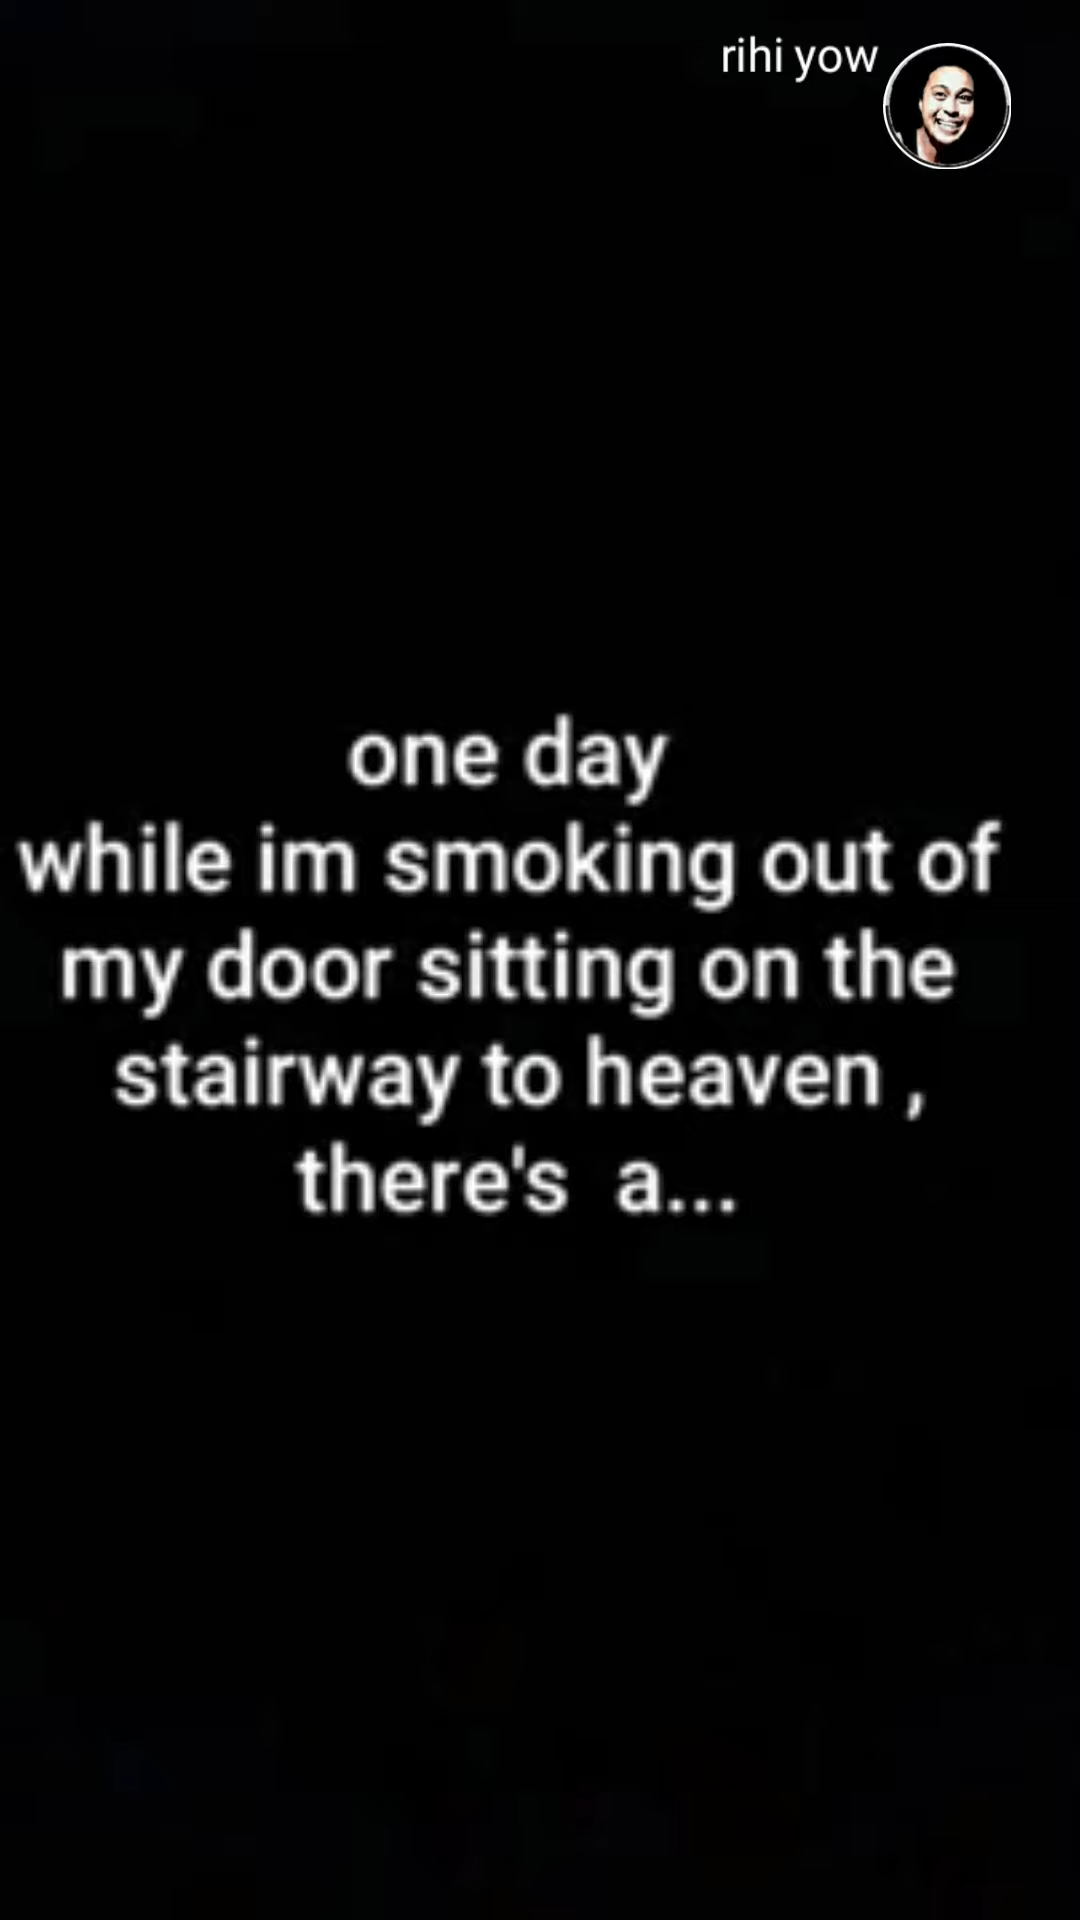 rihi yow
one day
while im smoking out of
my door sitting on the
stairway to heaven ,
there's  a...